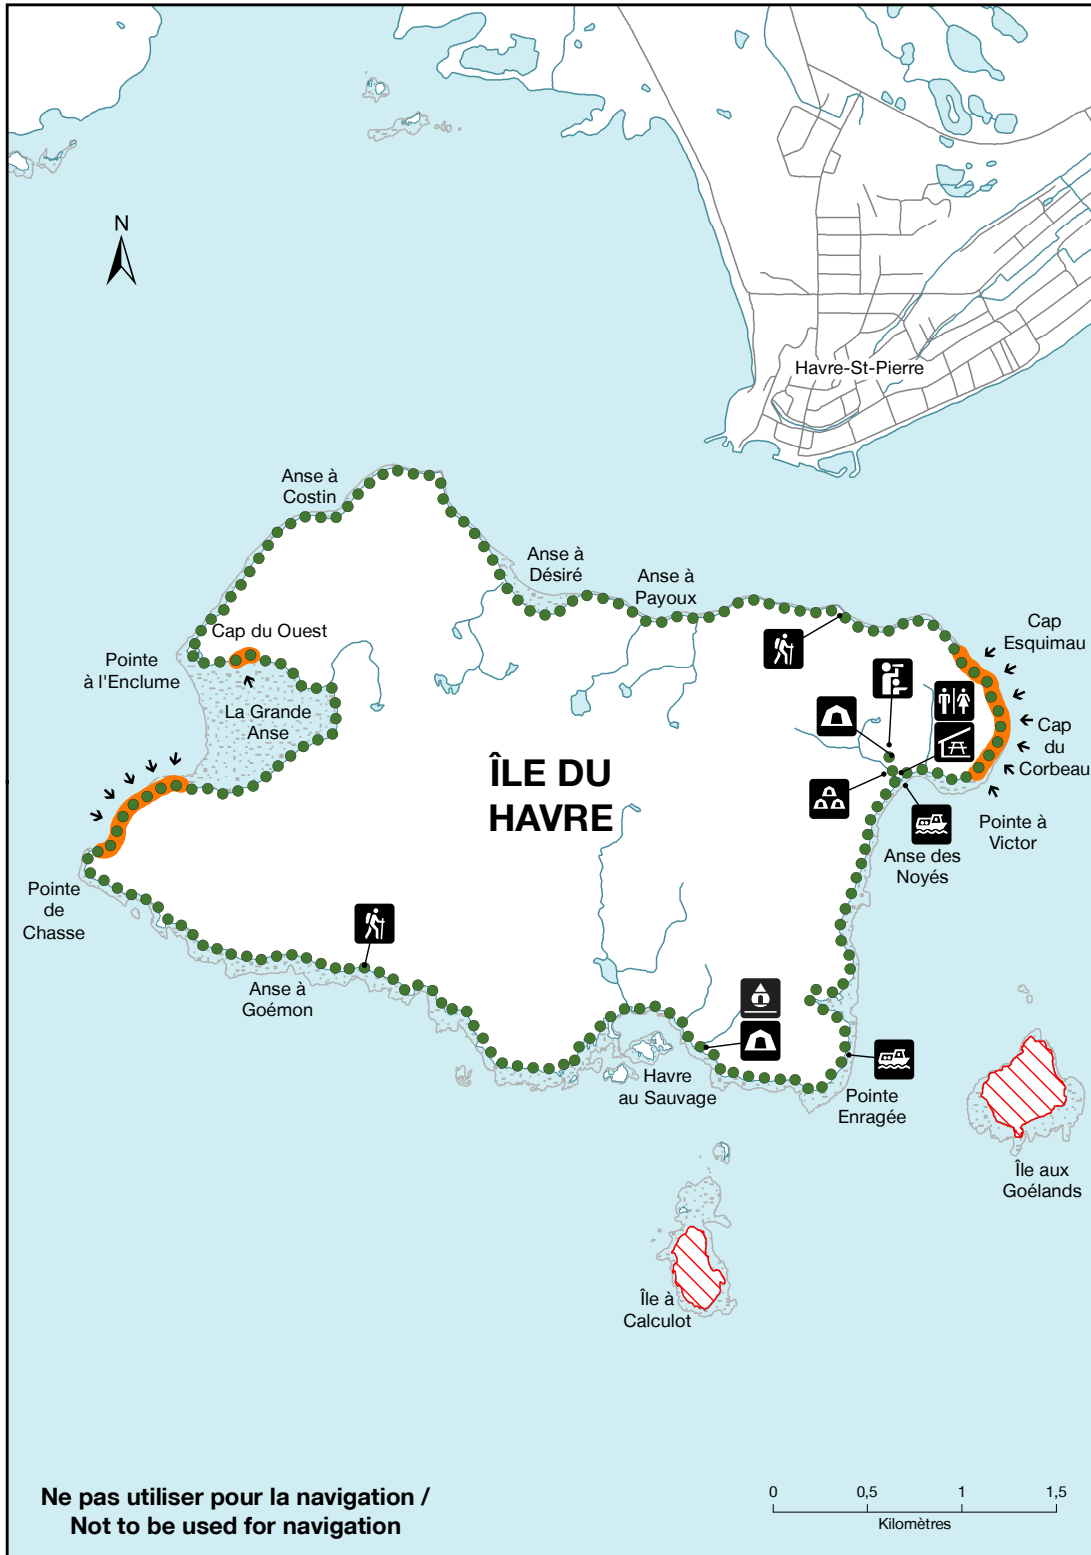 N
Havre-St-Pierre
Anse à
Costin
Anse à
Désiré
Anse à
Payoux
Cap du Ouest
Pointe
à l'Enclume
La Grande
Anse
Cap
Esquimau
Cap
du
Corbeau
ÎLE DU
HAVRE
Pointe à
Victor
Anse des
Noyés
Pointe
de
Chasse
Anse à
Goémon
Havre
au Sauvage
Pointe
Enragée
Île aux
Goélands
Île à
Calculot
Ne pas utiliser pour la navigation /
Not to be used for navigation
0 0,5 1 1,5
Kilomètres